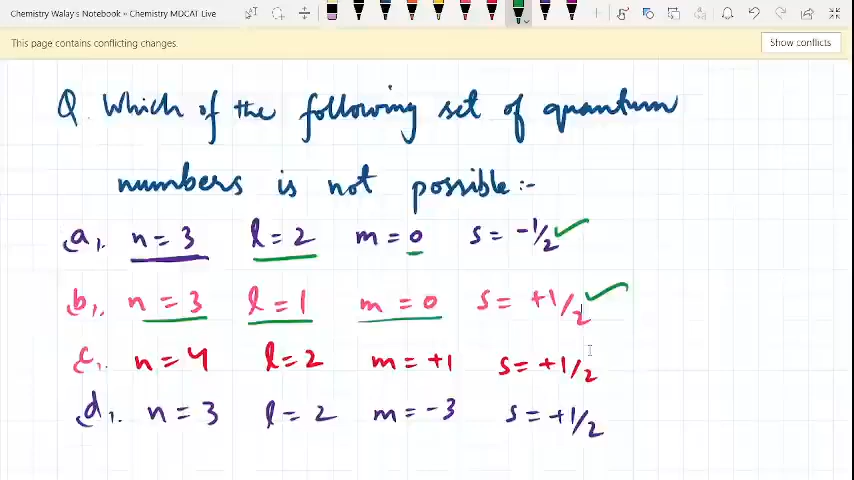 Chemistry Walay's Notebook » Chemistry MDCAT Live
This page contains conflicting changes.
Show conflicts
Q. Which of the following set of quantum
numbers is not possible:-
a, n = 3 l = 2 m = 0 s = -1/2 ✓
b, n = 3 l = 1 m = 0 s = +1/2 ✓
c, n = 4 l = 2 m = +1 s = +1/2
d, n = 3 l = 2 m = -3 s = +1/2